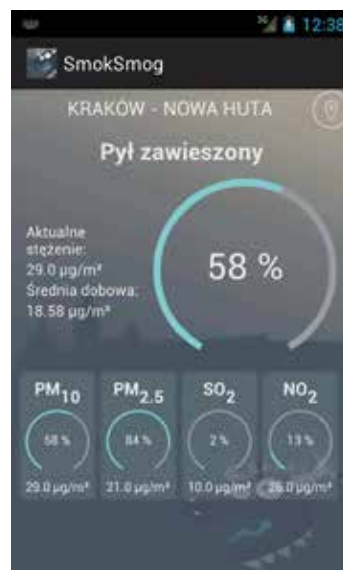 3G 12:38
SmokSmog
KRAKÓW - NOWA HUTA
Pył zawieszony
Aktualne
stężenie:
29.0 µg/m³
Średnia dobowa:
18.58 µg/m³
58 %
PM10 PM2.5 SO2 NO2
58 % 84 % 2 % 13 %
29.0 µg/m³ 21.0 µg/m³ 10.0 µg/m³ 26.0 µg/m³